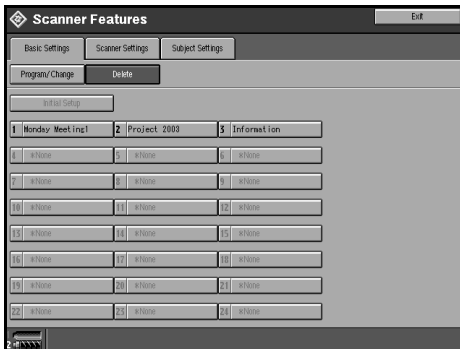 Scanner Features
Exit
Basic Settings Scanner Settings Subject Settings
Program/Change Delete
Initial Setup
1 Monday Meeting1 2 Project 2003 3 Information
4 *None 5 *None 6 *None
7 *None 8 *None 9 *None
10 *None 11 *None 12 *None
13 *None 14 *None 15 *None
16 *None 17 *None 18 *None
19 *None 20 *None 21 *None
22 *None 23 *None 24 *None
2